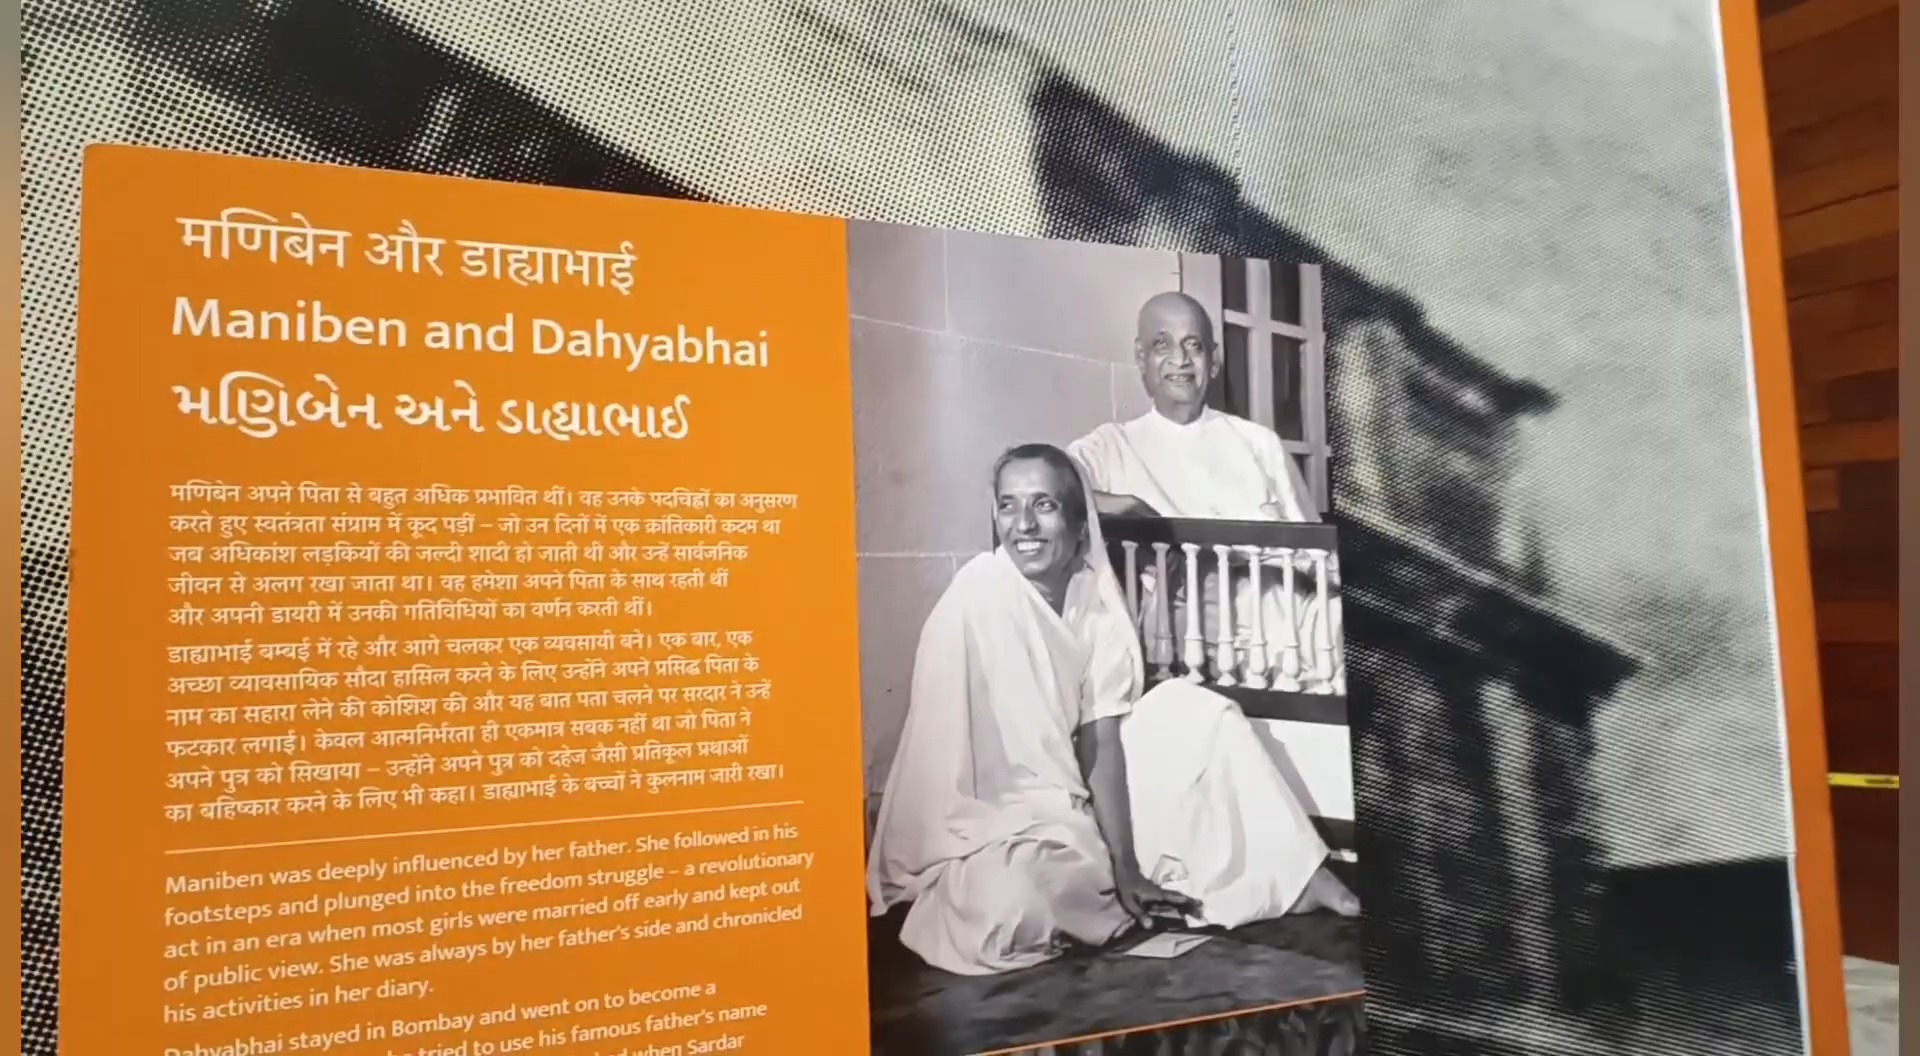 मणिबेन और डाह्याभाई
Maniben and Dahyabhai
મણિબેન અને ડાહ્યાભાઈ
मणिबेन अपने पिता से बहुत अधिक प्रभावित थीं। वह उनके पदचिह्नों का अनुसरण
करते हुए स्वतंत्रता संग्राम में कूद पड़ीं – जो उन दिनों में एक क्रांतिकारी कदम था
जब अधिकांश लड़कियों की जल्दी शादी हो जाती थी और उन्हें सार्वजनिक
जीवन से अलग रखा जाता था। वह हमेशा अपने पिता के साथ रहती थीं
और अपनी डायरी में उनकी गतिविधियों का वर्णन करती थीं।
डाह्याभाई बम्बई में रहे और आगे चलकर एक व्यवसायी बने। एक बार, एक
अच्छा व्यावसायिक सौदा हासिल करने के लिए उन्होंने अपने प्रसिद्ध पिता के
नाम का सहारा लेने की कोशिश की और यह बात पता चलने पर सरदार ने उन्हें
फटकार लगाई। केवल आत्मनिर्भरता ही एकमात्र सबक नहीं था जो पिता ने
अपने पुत्र को सिखाया – उन्होंने अपने पुत्र को दहेज जैसी प्रतिकूल प्रथाओं
का बहिष्कार करने के लिए भी कहा। डाह्याभाई के बच्चों ने कुलनाम जारी रखा।
Maniben was deeply influenced by her father. She followed in his
footsteps and plunged into the freedom struggle – a revolutionary
act in an era when most girls were married off early and kept out
of public view. She was always by her father's side and chronicled
his activities in her diary.
Dahyabhai stayed in Bombay and went on to become a
tried to use his famous father's name
when Sardar